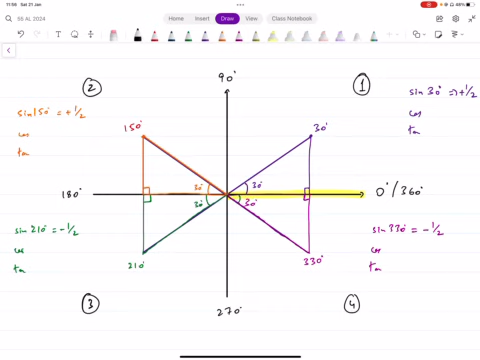 11:56 Sat 21 Jan
48%
SS AL 2024
Home Insert Draw View Class Notebook
2
90°
1
sin 150° = +1/2
cos
tan
150°
30°
sin 30° => +1/2
cos
tan
180°
30°
30°
30°
30°
0°/360°
sin 210° = -1/2
cos
tan
210°
330°
sin 330° = -1/2
cos
tan
3
270°
4